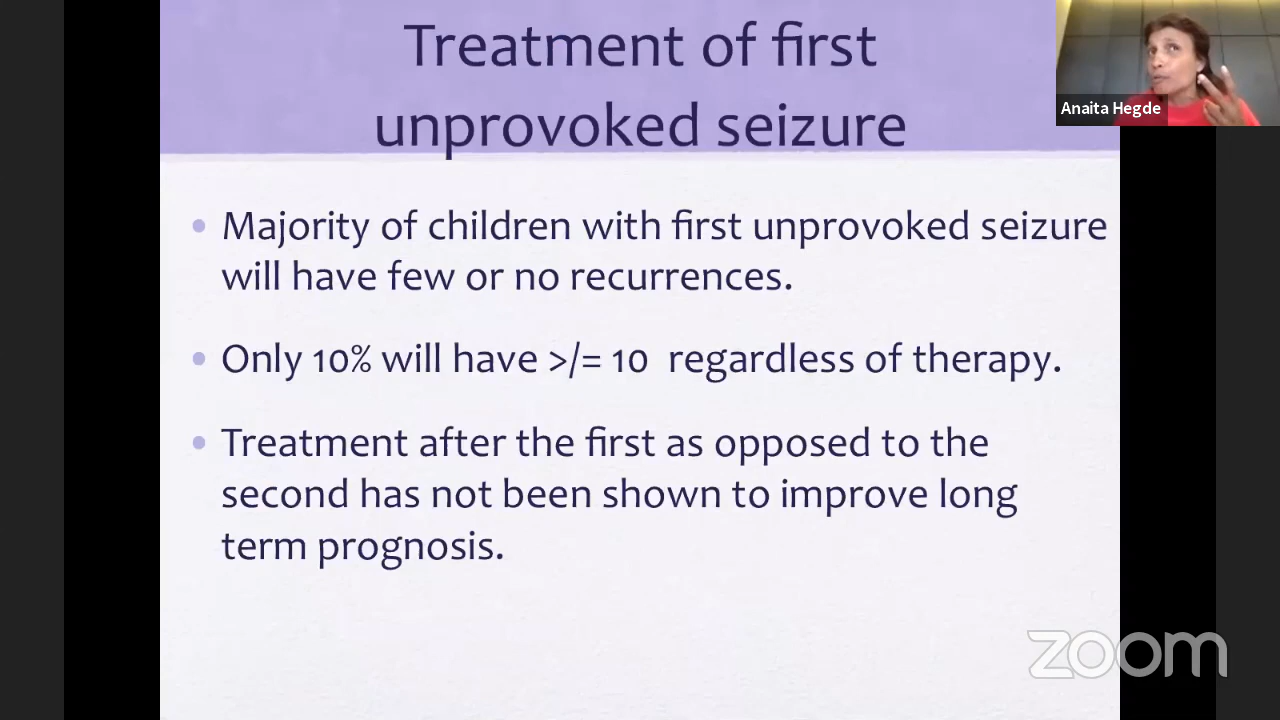 Treatment of first
unprovoked seizure
Anaita Hegde
• Majority of children with first unprovoked seizure
will have few or no recurrences.
• Only 10% will have >/= 10 regardless of therapy.
• Treatment after the first as opposed to the
second has not been shown to improve long
term prognosis.
zoom